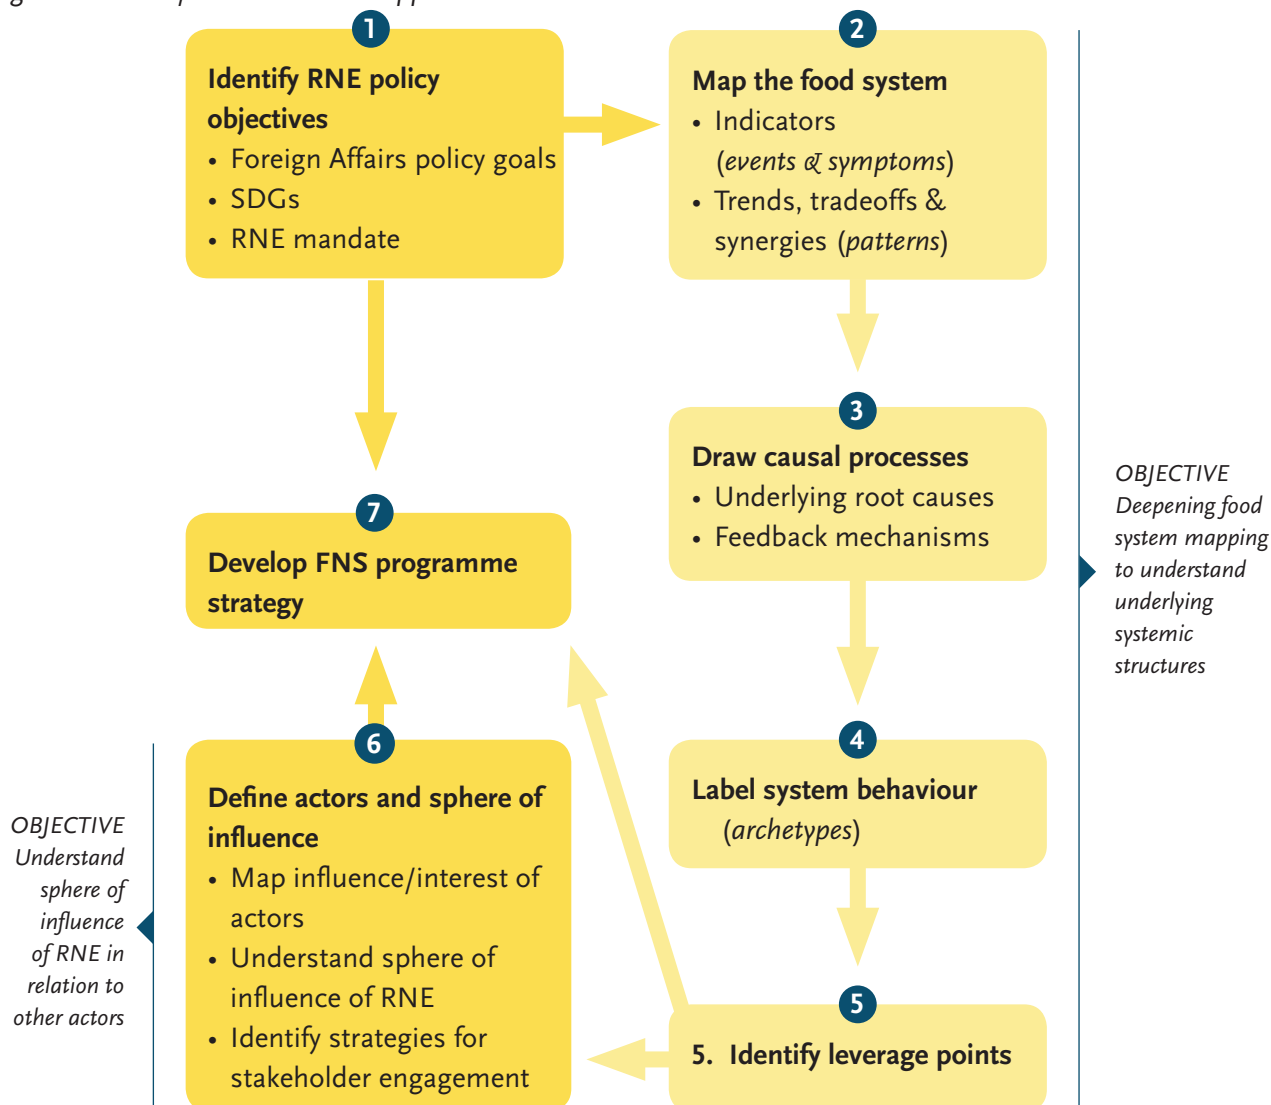 1
Identify RNE policy
objectives
• Foreign Affairs policy goals
• SDGs
• RNE mandate
2
Map the food system
• Indicators
(events & symptoms)
• Trends, tradeoffs &
synergies (patterns)
3
Draw causal processes
• Underlying root causes
• Feedback mechanisms
OBJECTIVE
Deepening food
system mapping
to understand
underlying
systemic
structures
7
Develop FNS programme
strategy
4
Label system behaviour
(archetypes)
6
Define actors and sphere of
influence
• Map influence/interest of
actors
• Understand sphere of
influence of RNE
• Identify strategies for
stakeholder engagement
OBJECTIVE
Understand
sphere of
influence
of RNE in
relation to
other actors
5
5. Identify leverage points